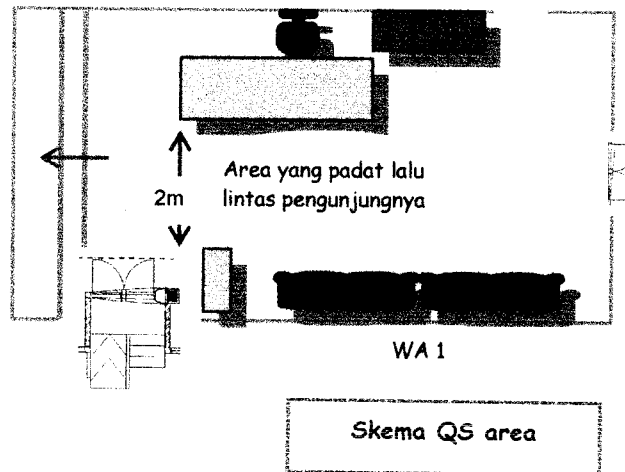 Area yang padat lalu
2m
lintas pengunjungnya
WA 1
Skema QS area